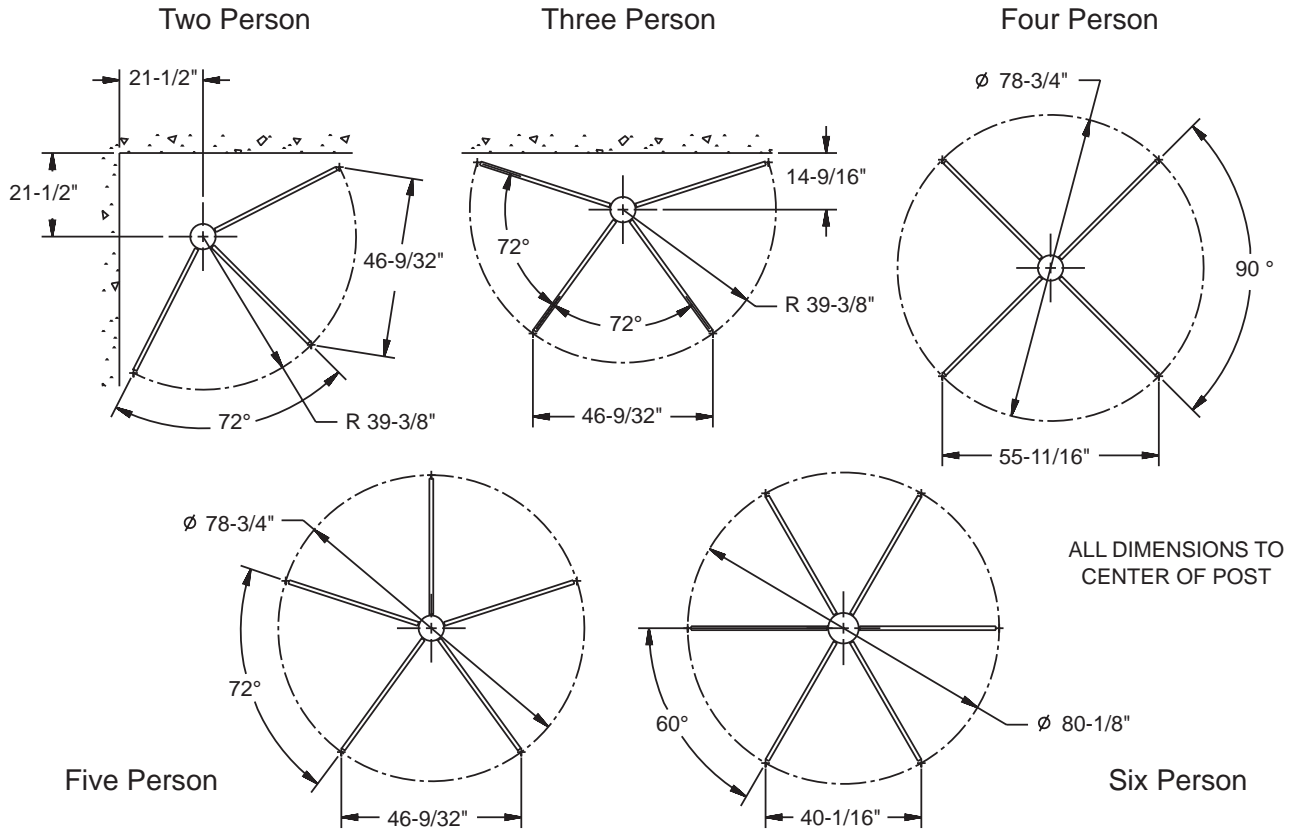 Two Person
Three Person
Four Person
21-1/2"
21-1/2"
46-9/32"
72°
R 39-3/8"
14-9/16"
72°
72°
R 39-3/8"
46-9/32"
Ø 78-3/4"
90 °
55-11/16"
Ø 78-3/4"
72°
46-9/32"
Five Person
60°
Ø 80-1/8"
40-1/16"
Six Person
ALL DIMENSIONS TO
CENTER OF POST